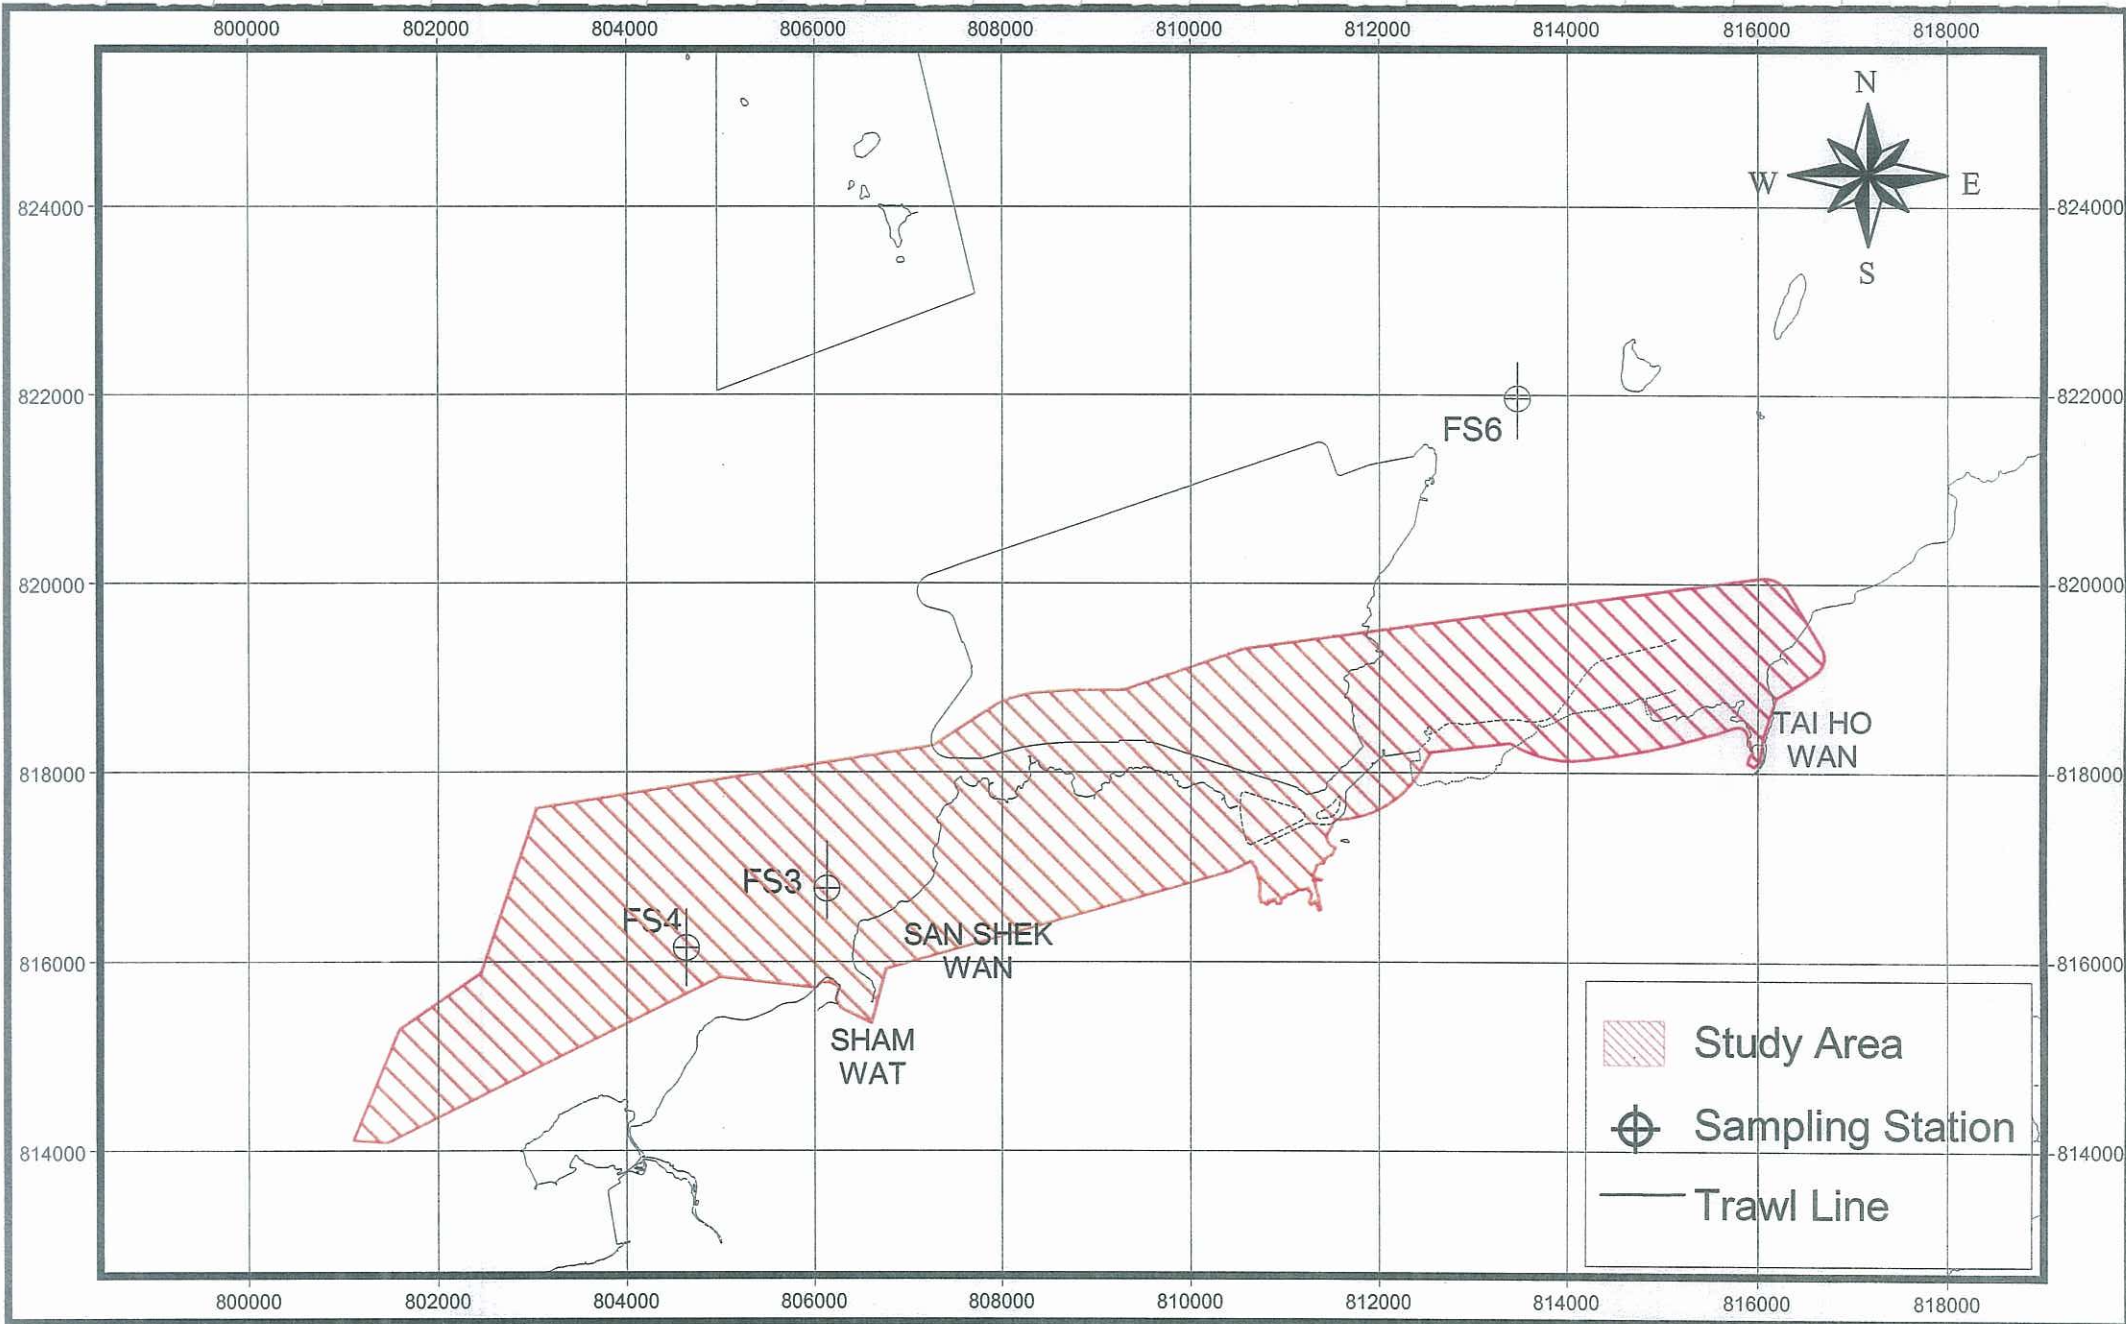 800000 802000 804000 806000 808000 810000 812000 814000 816000 818000
N
W E
S
824000 824000
822000 822000
FS6
820000 820000
TAI HO
WAN
818000 818000
FS3
FS4
SAN SHEK
WAN
816000 816000
SHAM
WAT
Study Area
Sampling Station
814000 814000
Trawl Line
800000 802000 804000 806000 808000 810000 812000 814000 816000 818000